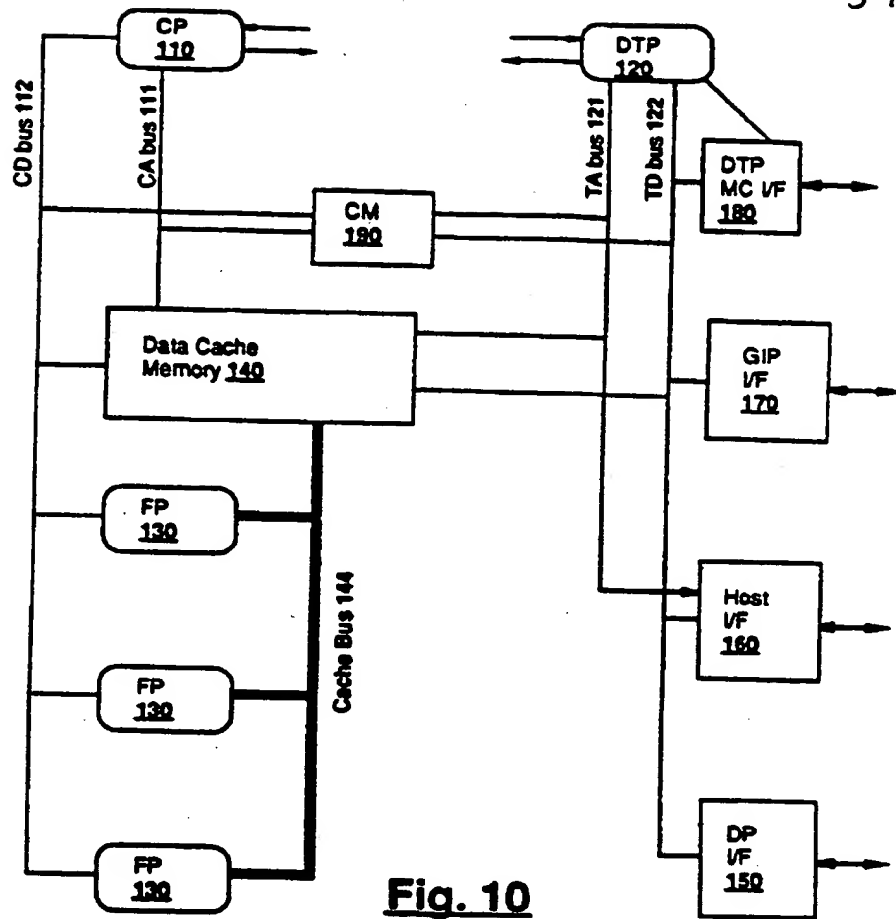 CP
110
DTP
120
CD bus 112
CA bus 111
TA bus 121
TD bus 122
DTP
MC I/F
180
CM
190
Data Cache
Memory 140
GIP
I/F
170
FP
130
Cache Bus 144
Host
I/F
160
FP
130
DP
I/F
150
FP
130
Fig. 10